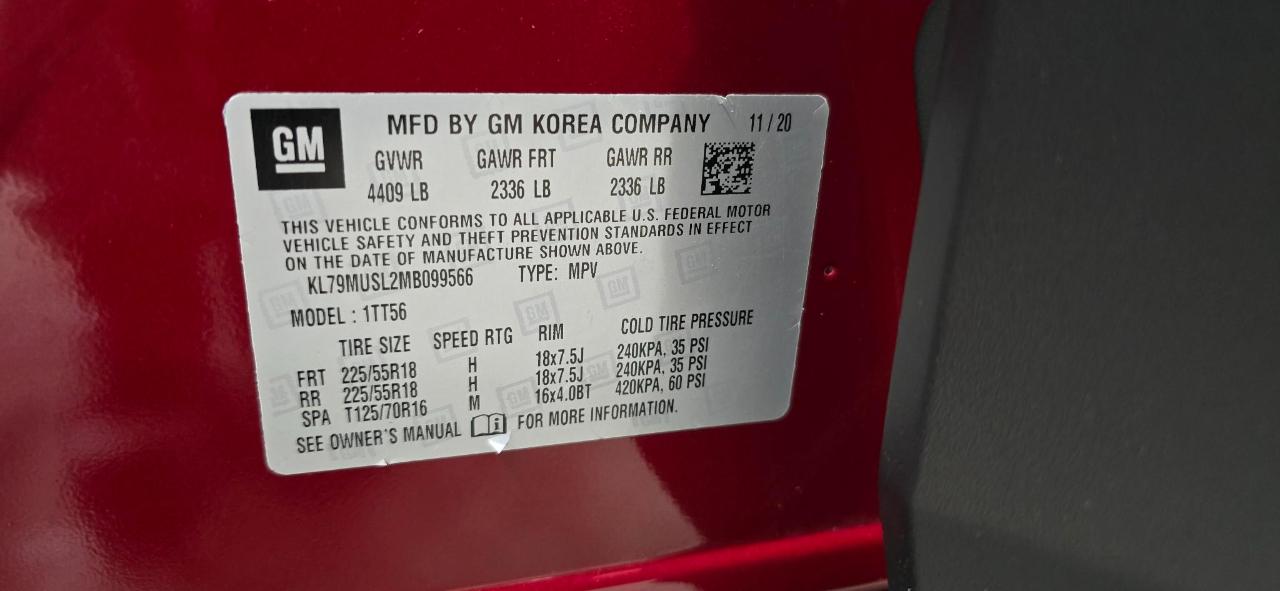 GM
MFD BY GM KOREA COMPANY 11 / 20
GVWR GAWR FRT GAWR RR
4409 LB 2336 LB 2336 LB
THIS VEHICLE CONFORMS TO ALL APPLICABLE U.S. FEDERAL MOTOR
VEHICLE SAFETY AND THEFT PREVENTION STANDARDS IN EFFECT
ON THE DATE OF MANUFACTURE SHOWN ABOVE.
KL79MUSL2MB099566 TYPE: MPV
MODEL : 1TT56
TIRE SIZE SPEED RTG RIM COLD TIRE PRESSURE
FRT 225/55R18 H 18x7.5J 240KPA, 35 PSI
RR 225/55R18 H 18x7.5J 240KPA, 35 PSI
SPA T125/70R16 M 16x4.0BT 420KPA, 60 PSI
SEE OWNER'S MANUAL i FOR MORE INFORMATION.